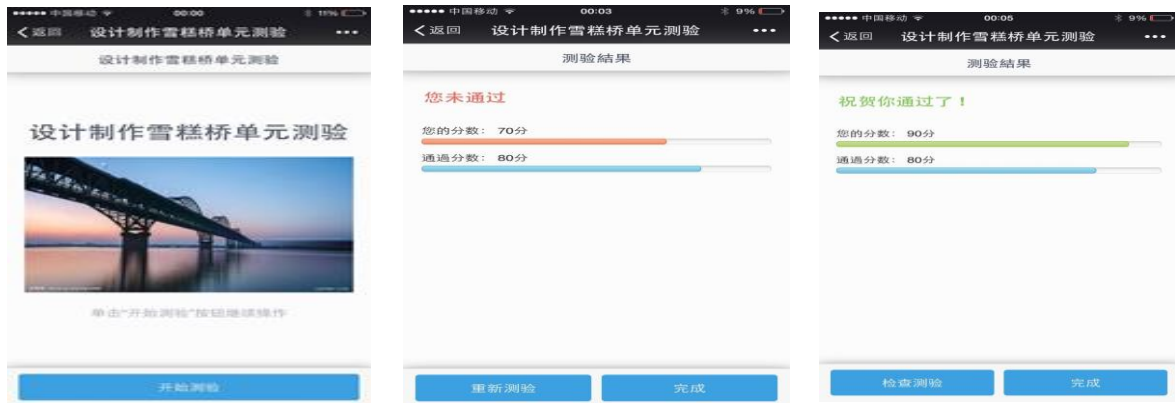 中国移动 00:00 11%
返回 设计制作雪糕桥单元测验
设计制作雪糕桥单元测验
设计制作雪糕桥单元测验
单击“开始测验”按钮继续操作
开始测验
中国移动 00:03 9%
返回 设计制作雪糕桥单元测验
测验結果
您未通过
您的分数： 70分
通過分数： 80分
重新测验 完成
中国移动 00:05 9%
返回 设计制作雪糕桥单元测验
测验結果
祝贺你通过了！
您的分数： 90分
通過分数： 80分
检查测验 完成